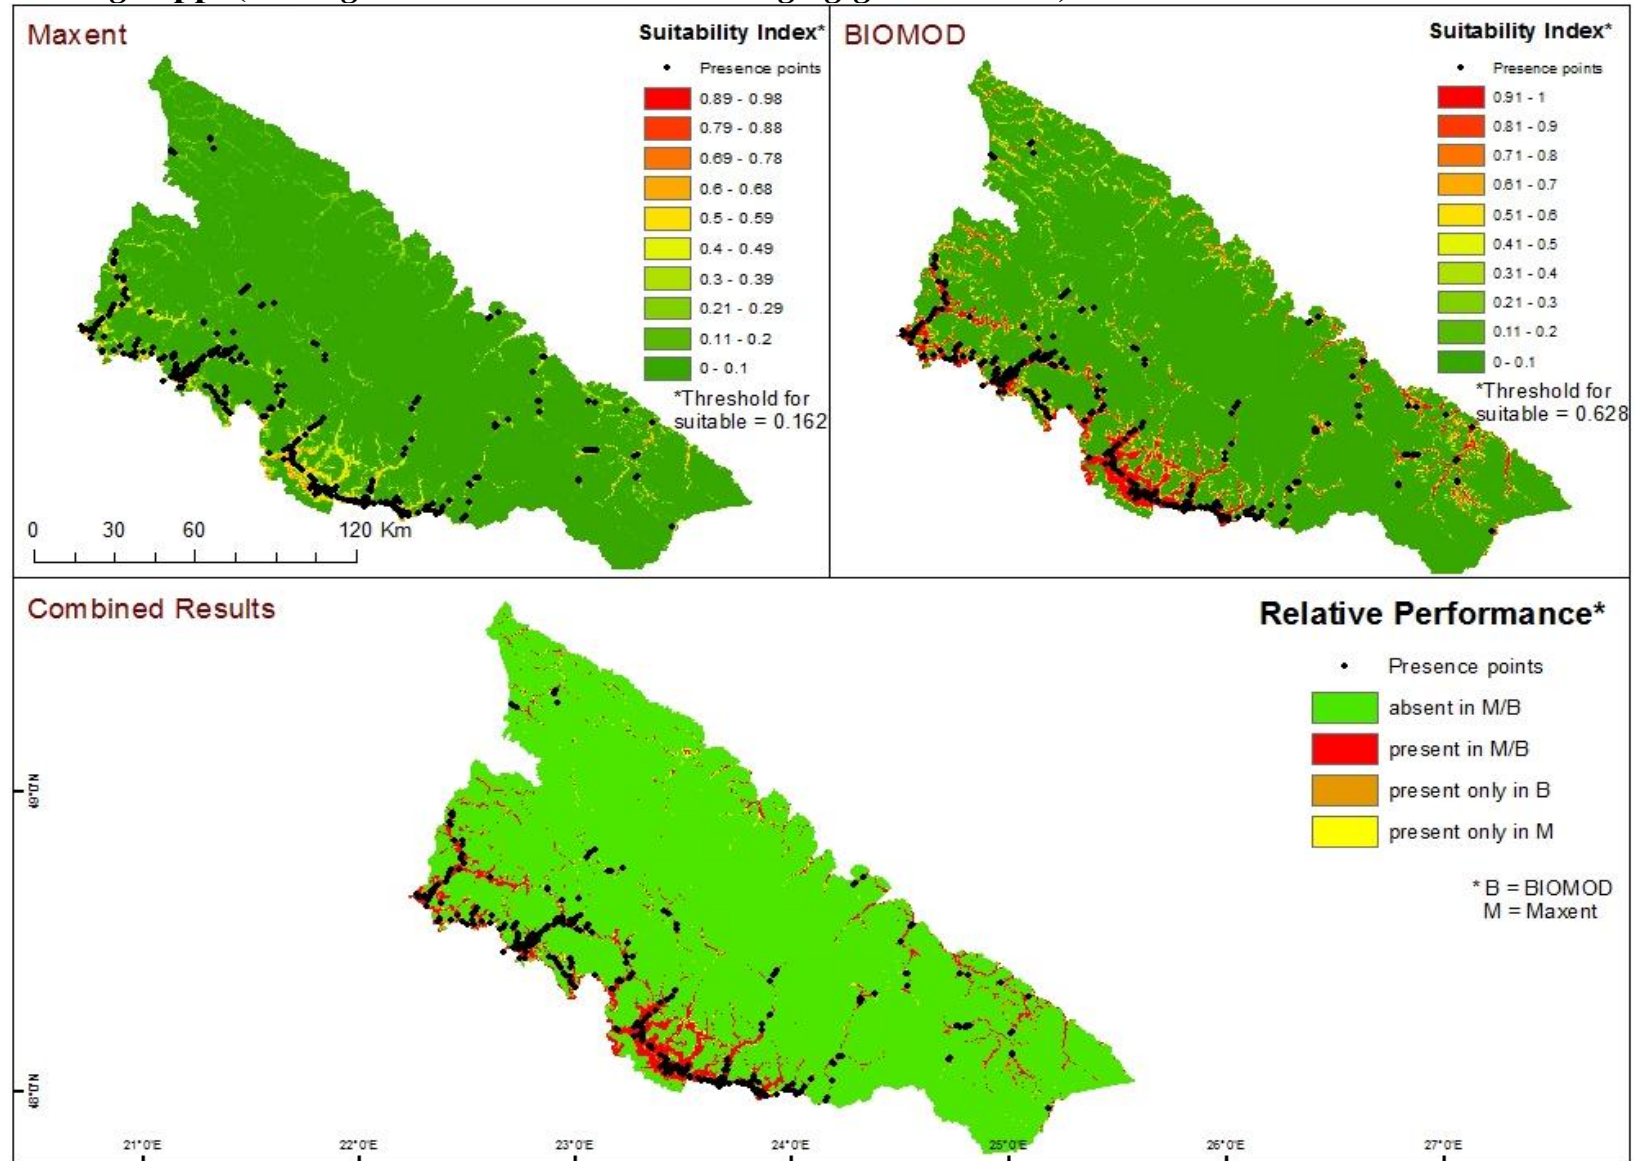 Maxent
Suitability Index*
Presence points
0.89 - 0.98
0.79 - 0.88
0.69 - 0.78
0.6 - 0.68
0.5 - 0.59
0.4 - 0.49
0.3 - 0.39
0.21 - 0.29
0.11 - 0.2
0 - 0.1
*Threshold for
suitable = 0.162
0 30 60 120 Km
BIOMOD
Suitability Index*
Presence points
0.91 - 1
0.81 - 0.9
0.71 - 0.8
0.61 - 0.7
0.51 - 0.6
0.41 - 0.5
0.31 - 0.4
0.21 - 0.3
0.11 - 0.2
0 - 0.1
*Threshold for
suitable = 0.628
Combined Results
Relative Performance*
Presence points
absent in M/B
present in M/B
present only in B
present only in M
* B = BIOMOD
M = Maxent
49°0'N
48°0'N
21°0'E 22°0'E 23°0'E 24°0'E 25°0'E 26°0'E 27°0'E